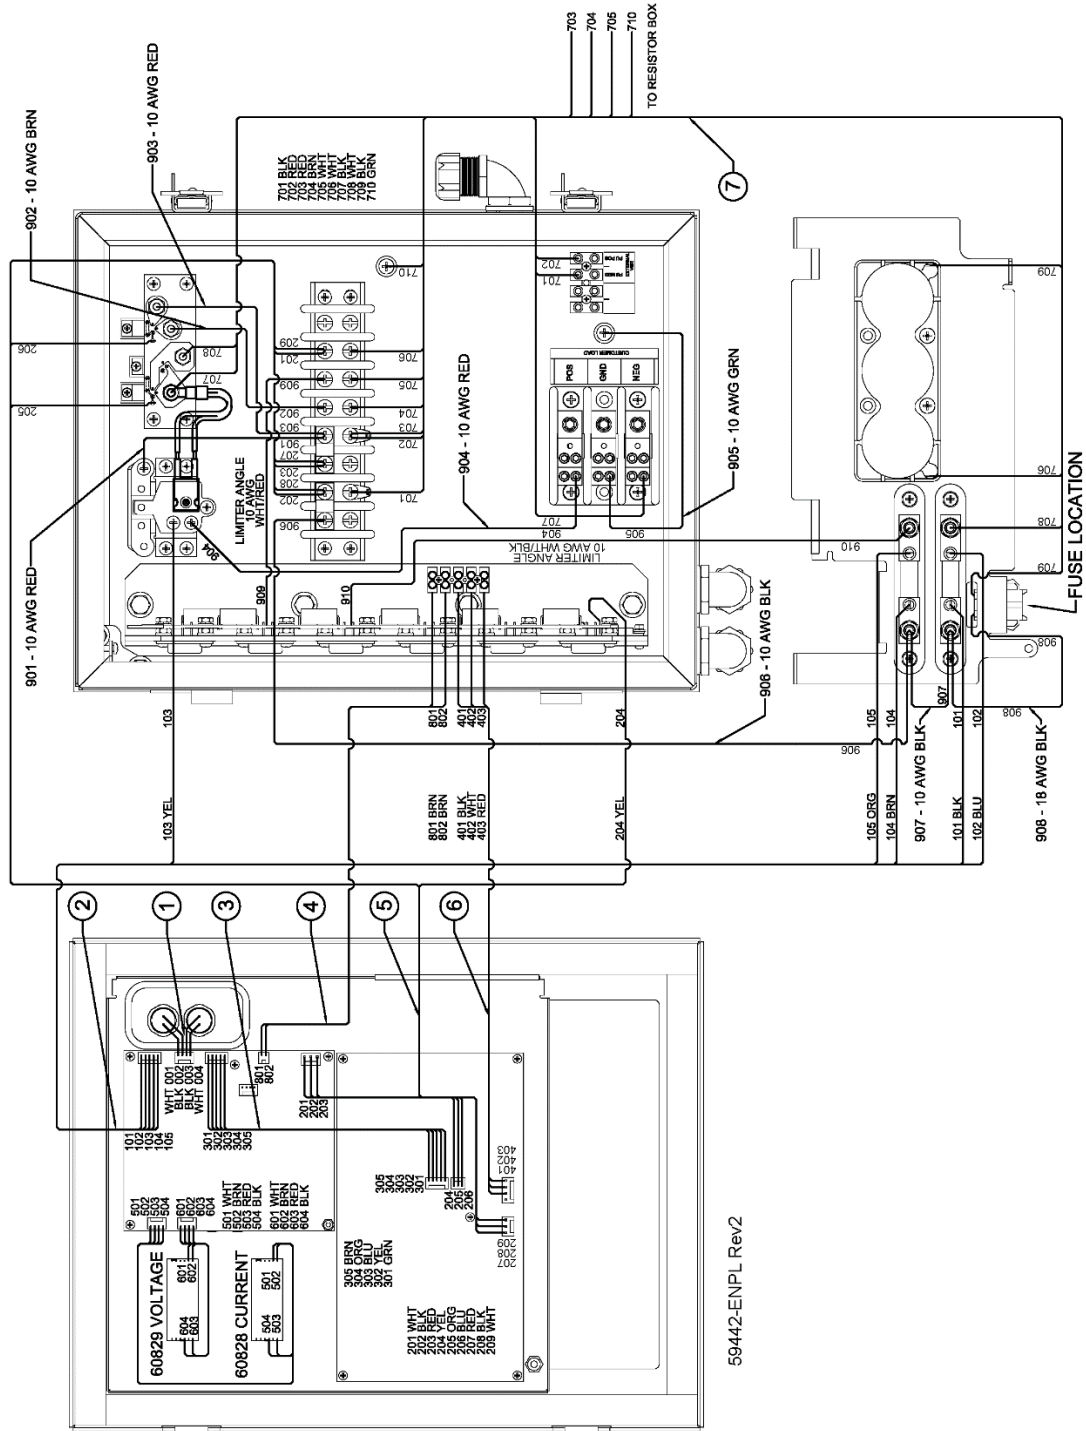 902 - 10 AWG BRN
903 - 10 AWG RED
703
704
705
710
TO RESISTOR BOX
701 BLK
702 RED
703 RED
704 BRN
705 WHT
706 WHT
707 BLK
708 WHT
709 BLK
710 GRN
7
206
205
708
707
710
702
701
209
201
909
902
903
901
207
203
208
202
906
706
705
704
703
702
701
LIMITER ANGLE
10 AWG
WHT/RED
904
901 - 10 AWG RED
904 - 10 AWG RED
905 - 10 AWG GRN
CUSTOMER LOAD
POS
GND
NEG
707
904
905
LIMITER ANGLE
10 AWG WHT/BLK
909
910
910
709
706
708
709
908
FUSE LOCATION
103
801
802
401
402
403
204
906 - 10 AWG BLK
906
105
104
907
101
102
908
103 YEL
801 BRN
802 BRN
401 BLK
402 WHT
403 RED
204 YEL
105 ORG
104 BRN
907 - 10 AWG BLK
101 BLK
102 BLU
908 - 18 AWG BLK
2
1
3
4
5
6
WHT 001
BLK 002
BLK 003
WHT 004
801
802
101
102
103
104
105
301
302
303
304
305
201
202
203
501
502
503
504
601
602
603
604
501 WHT
502 BRN
503 RED
504 BLK
601 WHT
602 BRN
603 RED
604 BLK
305
304
303
302
301
204
205
206
403
402
401
209
208
207
60829 VOLTAGE
604
603
601
602
60828 CURRENT
504
503
501
502
305 BRN
304 ORG
303 BLU
302 YEL
301 GRN
201 WHT
202 BLK
203 RED
204 YEL
205 ORG
206 BLU
207 RED
208 BLK
209 WHT
59442-ENPL Rev2